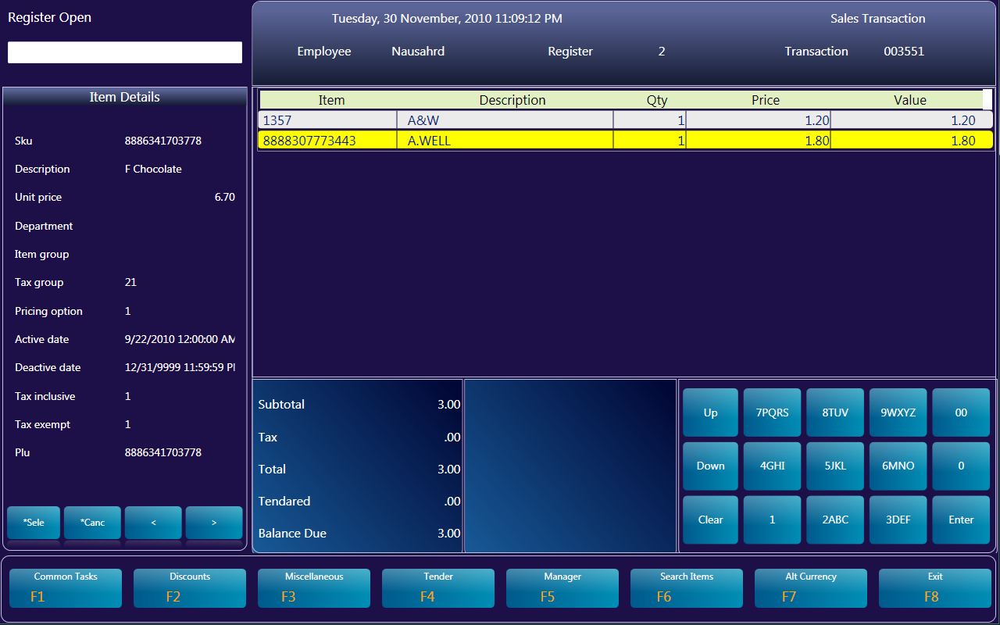 Register Open
Tuesday, 30 November, 2010 11:09:12 PM Sales Transaction
Employee Nausahrd Register 2 Transaction 003551
Item Details
Sku 8886341703778
Description F Chocolate
Unit price 6.70
Department
Item group
Tax group 21
Pricing option 1
Active date 9/22/2010 12:00:00 AM
Deactive date 12/31/9999 11:59:59 PI
Tax inclusive 1
Tax exempt 1
Plu 8886341703778
*Sele *Canc < >
Item Description Qty Price Value
1357 A&W 1 1.20 1.20
8888307773443 A.WELL 1 1.80 1.80
Subtotal 3.00
Tax .00
Total 3.00
Tendared .00
Balance Due 3.00
Up 7PQRS 8TUV 9WXYZ 00
Down 4GHI 5JKL 6MNO 0
Clear 1 2ABC 3DEF Enter
Common Tasks Discounts Miscellaneous Tender Manager Search Items Alt Currency Exit
F1 F2 F3 F4 F5 F6 F7 F8